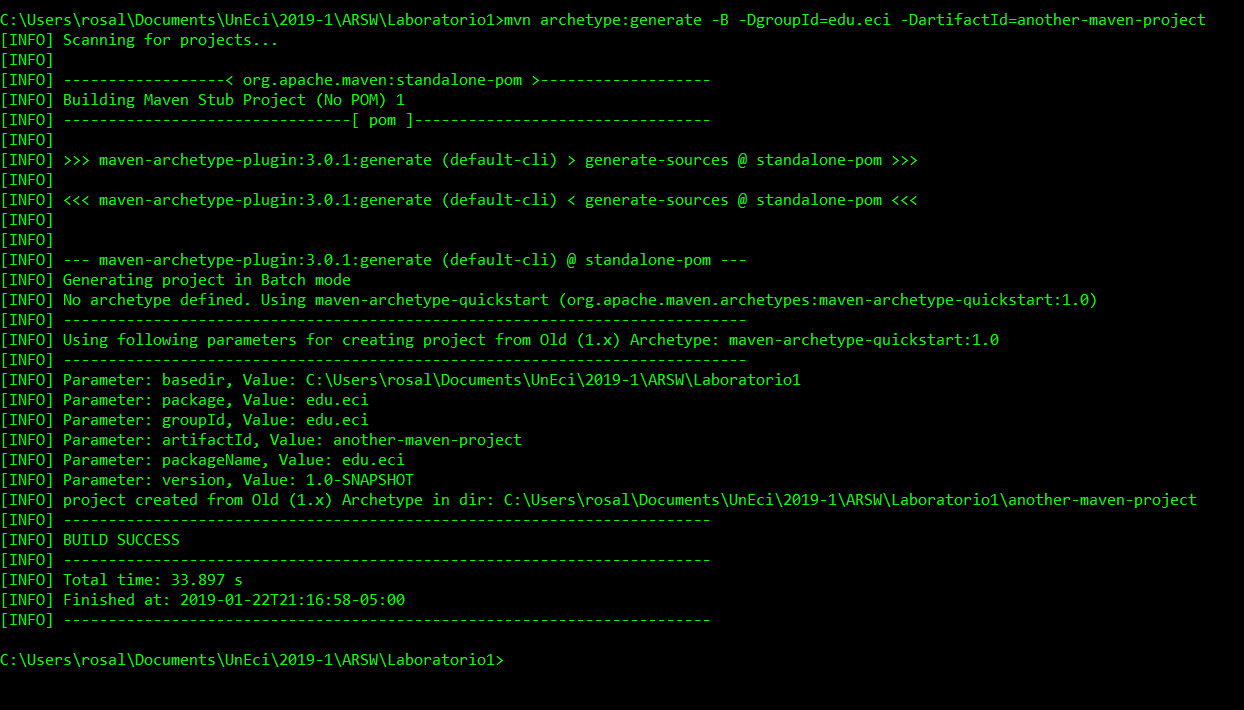 C:\Users\rosal\Documents\UnEci\2019-1\ARSW\Laboratorio1>mvn archetype:generate -B -DgroupId=edu.eci -DartifactId=another-maven-project
[INFO] Scanning for projects...
[INFO]
[INFO] ------------------< org.apache.maven:standalone-pom >-------------------
[INFO] Building Maven Stub Project (No POM) 1
[INFO] --------------------------------[ pom ]---------------------------------
[INFO]
[INFO] >>> maven-archetype-plugin:3.0.1:generate (default-cli) > generate-sources @ standalone-pom >>>
[INFO]
[INFO] <<< maven-archetype-plugin:3.0.1:generate (default-cli) < generate-sources @ standalone-pom <<<
[INFO]
[INFO]
[INFO] --- maven-archetype-plugin:3.0.1:generate (default-cli) @ standalone-pom ---
[INFO] Generating project in Batch mode
[INFO] No archetype defined. Using maven-archetype-quickstart (org.apache.maven.archetypes:maven-archetype-quickstart:1.0)
[INFO] ----------------------------------------------------------------------------
[INFO] Using following parameters for creating project from Old (1.x) Archetype: maven-archetype-quickstart:1.0
[INFO] ----------------------------------------------------------------------------
[INFO] Parameter: basedir, Value: C:\Users\rosal\Documents\UnEci\2019-1\ARSW\Laboratorio1
[INFO] Parameter: package, Value: edu.eci
[INFO] Parameter: groupId, Value: edu.eci
[INFO] Parameter: artifactId, Value: another-maven-project
[INFO] Parameter: packageName, Value: edu.eci
[INFO] Parameter: version, Value: 1.0-SNAPSHOT
[INFO] project created from Old (1.x) Archetype in dir: C:\Users\rosal\Documents\UnEci\2019-1\ARSW\Laboratorio1\another-maven-project
[INFO] ------------------------------------------------------------------------
[INFO] BUILD SUCCESS
[INFO] ------------------------------------------------------------------------
[INFO] Total time: 33.897 s
[INFO] Finished at: 2019-01-22T21:16:58-05:00
[INFO] ------------------------------------------------------------------------
C:\Users\rosal\Documents\UnEci\2019-1\ARSW\Laboratorio1>